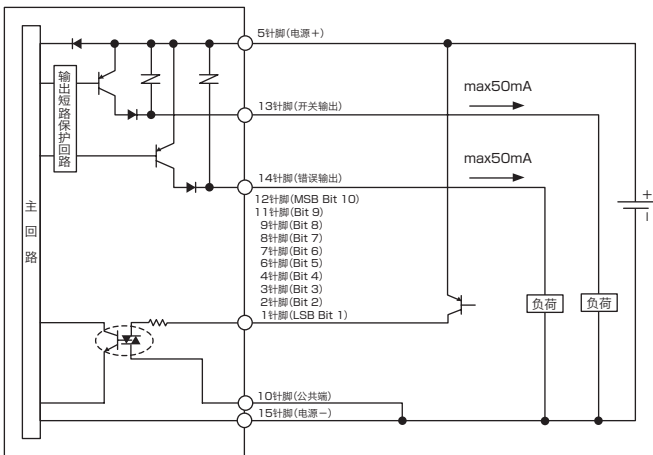 5针脚(电源+)
输出短路保护回路
max50mA
13针脚(开关输出)
max50mA
14针脚(错误输出)
12针脚(MSB Bit 10)
11针脚(Bit 9)
9针脚(Bit 8)
8针脚(Bit 7)
7针脚(Bit 6)
6针脚(Bit 5)
4针脚(Bit 4)
3针脚(Bit 3)
2针脚(Bit 2)
1针脚(LSB Bit 1)
主回路
+
-
负荷
负荷
10针脚(公共端)
15针脚(电源-)